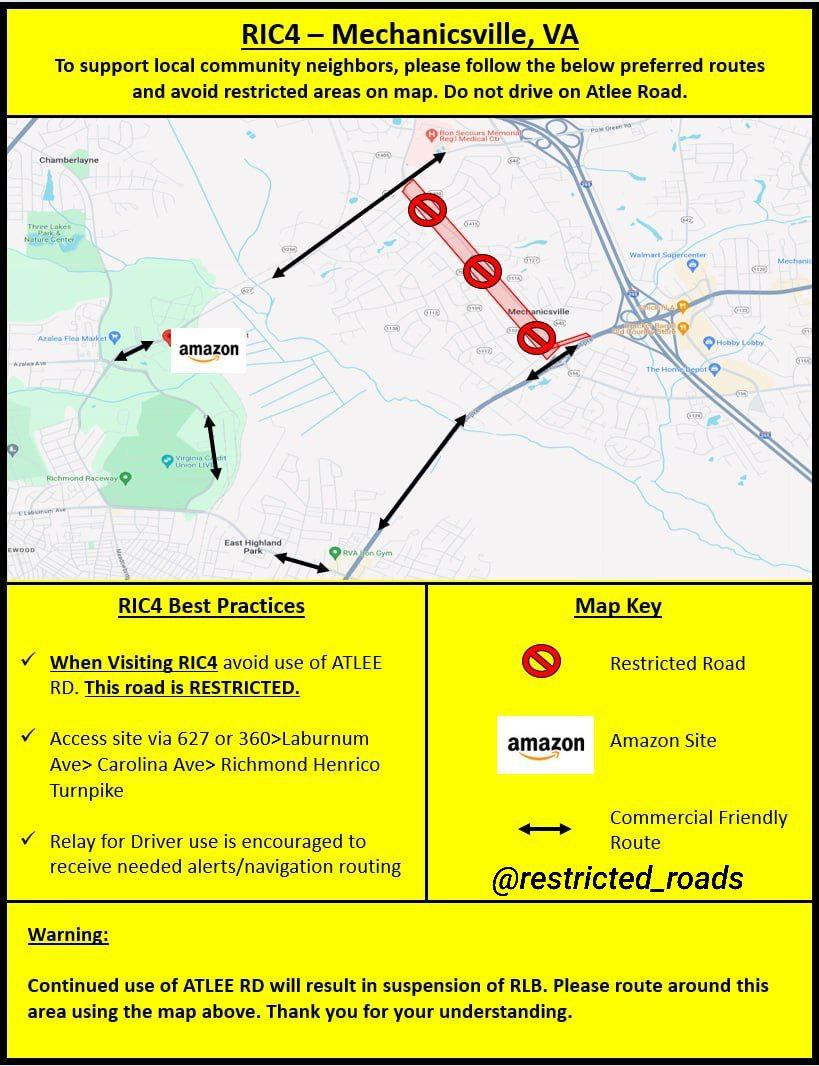 RIC4 – Mechanicsville, VA
To support local community neighbors, please follow the below preferred routes
and avoid restricted areas on map. Do not drive on Atlee Road.
Bon Secours Memorial
Reg'l Medical Ctr
Pole Green Rd
Chamberlayne
Three Lakes
Park &
Nature Center
627
Walmart Supercenter
Mechanicsville
Azalea Flea Market
amazon
Azalea Ave
Hobby Lobby
The Home Depot
Virginia Credit
Union LIVE
Richmond Raceway
E Laburnum Ave
East Highland
Park
RVA Iron Gym
EWOOD
RIC4 Best Practices
✓ When Visiting RIC4 avoid use of ATLEE
RD. This road is RESTRICTED.
✓ Access site via 627 or 360>Laburnum
Ave> Carolina Ave> Richmond Henrico
Turnpike
✓ Relay for Driver use is encouraged to
receive needed alerts/navigation routing
Map Key
Restricted Road
amazon
Amazon Site
Commercial Friendly
Route
@restricted_roads
Warning:
Continued use of ATLEE RD will result in suspension of RLB. Please route around this
area using the map above. Thank you for your understanding.